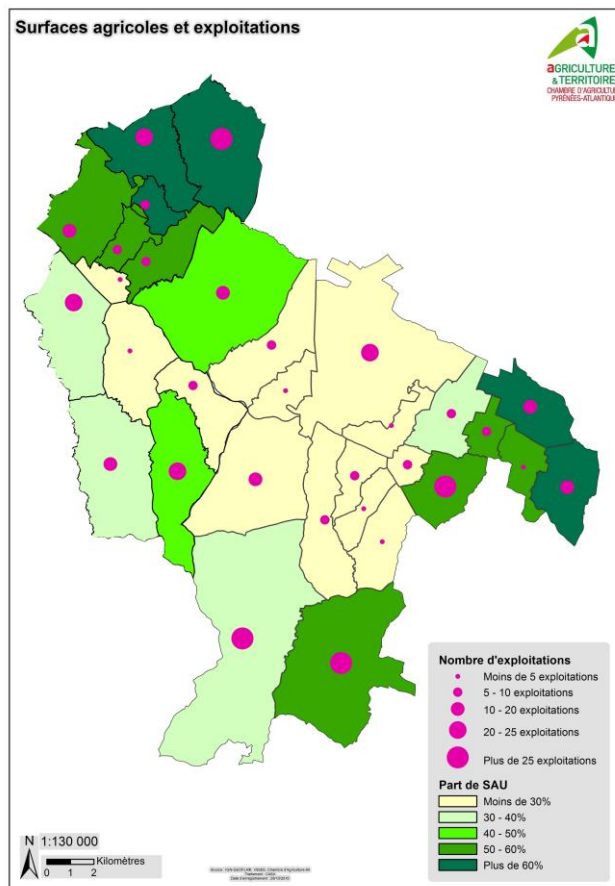 Surfaces agricoles et exploitations
aGRICULTURES
& TERRITOIRES
CHAMBRE D'AGRICULTURE
PYRÉNÉES-ATLANTIQUES
Nombre d'exploitations
Moins de 5 exploitations
5 - 10 exploitations
10 - 20 exploitations
20 - 25 exploitations
Plus de 25 exploitations
Part de SAU
Moins de 30%
30 - 40%
40 - 50%
50 - 60%
Plus de 60%
N 1:130 000
Kilomètres
0 1 2